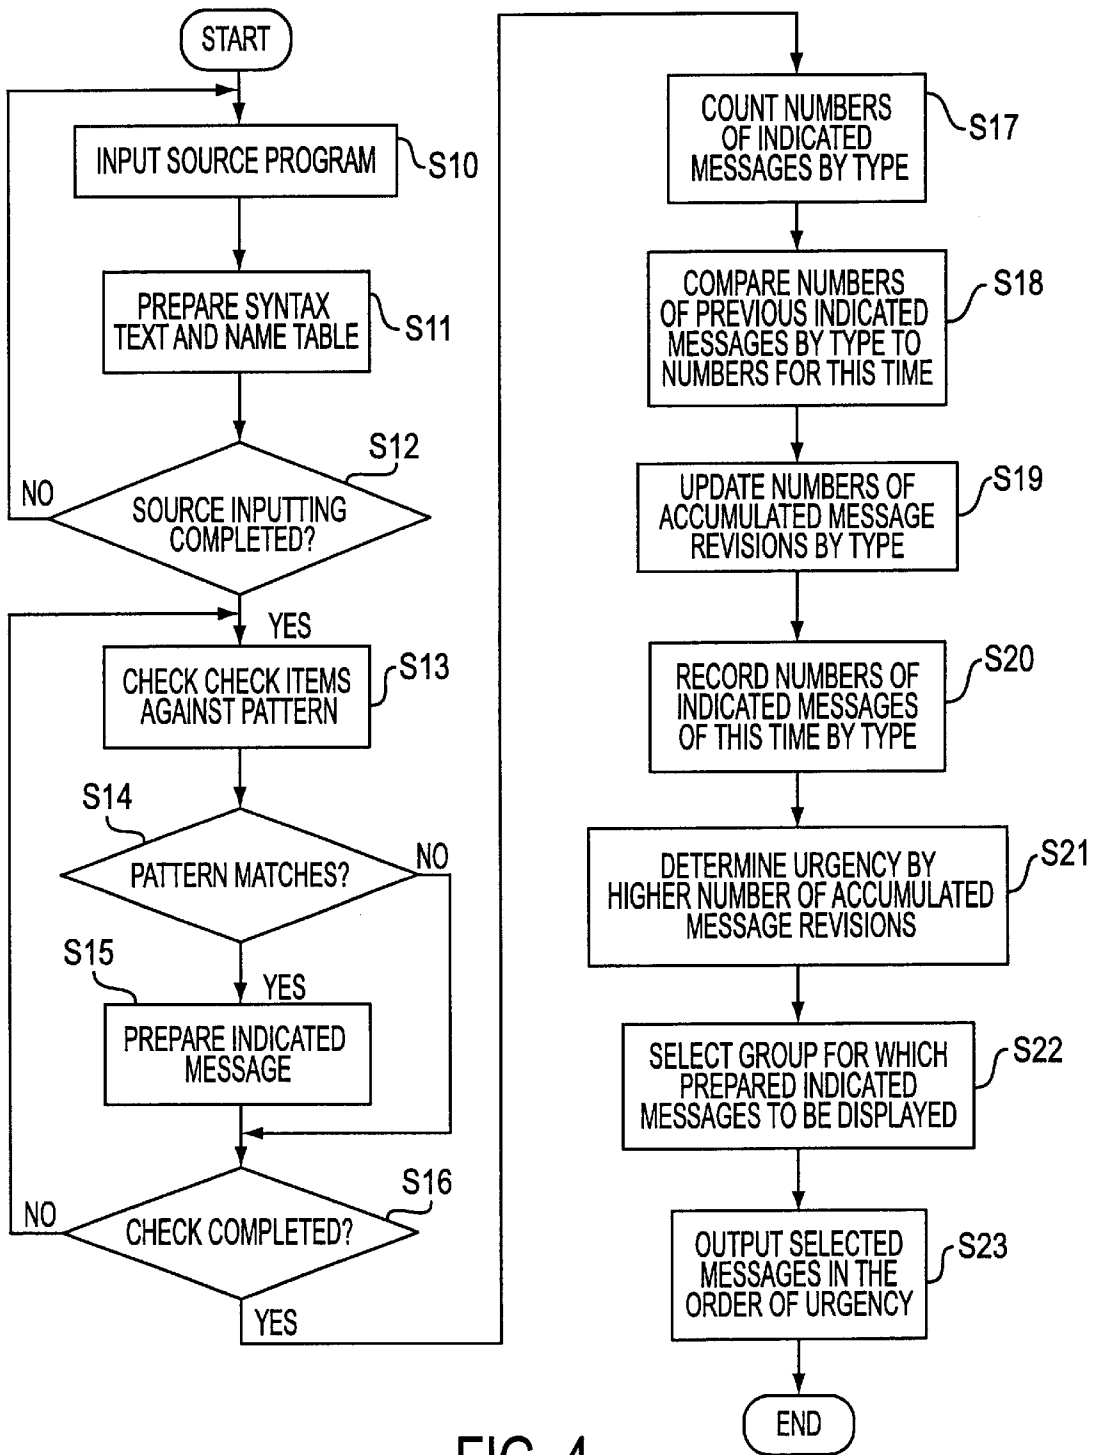 START
INPUT SOURCE PROGRAM
S10
PREPARE SYNTAX
TEXT AND NAME TABLE
S11
S12
NO
SOURCE INPUTTING
COMPLETED?
YES
CHECK CHECK ITEMS
AGAINST PATTERN
S13
S14
PATTERN MATCHES?
NO
S15
YES
PREPARE INDICATED
MESSAGE
S16
NO
CHECK COMPLETED?
YES
COUNT NUMBERS
OF INDICATED
MESSAGES BY TYPE
S17
COMPARE NUMBERS
OF PREVIOUS INDICATED
MESSAGES BY TYPE TO
NUMBERS FOR THIS TIME
S18
UPDATE NUMBERS OF
ACCUMULATED MESSAGE
REVISIONS BY TYPE
S19
RECORD NUMBERS OF
INDICATED MESSAGES
OF THIS TIME BY TYPE
S20
DETERMINE URGENCY BY
HIGHER NUMBER OF ACCUMULATED
MESSAGE REVISIONS
S21
SELECT GROUP FOR WHICH
PREPARED INDICATED
MESSAGES TO BE DISPLAYED
S22
OUTPUT SELECTED
MESSAGES IN THE
ORDER OF URGENCY
S23
END
FIG. 4